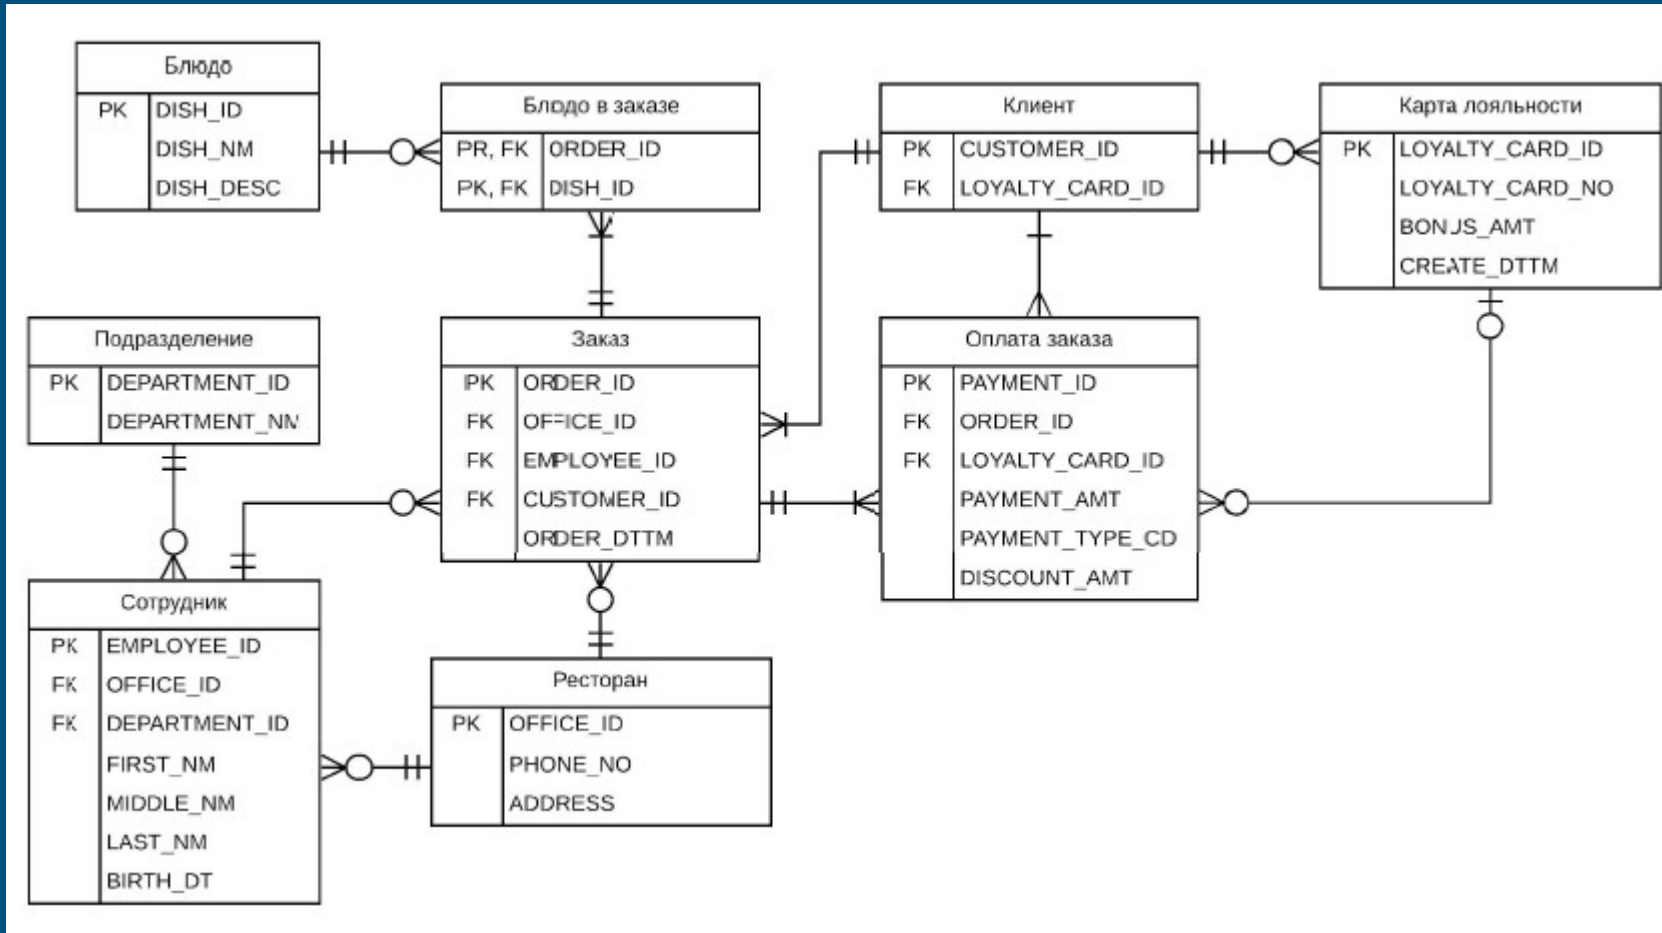 Блюдо
PK DISH_ID
DISH_NM
DISH_DESC
Блюдо в заказе
PR, FK ORDER_ID
PK, FK DISH_ID
Клиент
PK CUSTOMER_ID
FK LOYALTY_CARD_ID
Карта лояльности
PK LOYALTY_CARD_ID
LOYALTY_CARD_NO
BONUS_AMT
CREATE_DTTM
Подразделение
PK DEPARTMENT_ID
DEPARTMENT_NM
Заказ
PK ORDER_ID
FK OFFICE_ID
FK EMPLOYEE_ID
FK CUSTOMER_ID
ORDER_DTTM
Оплата заказа
PK PAYMENT_ID
FK ORDER_ID
FK LOYALTY_CARD_ID
PAYMENT_AMT
PAYMENT_TYPE_CD
DISCOUNT_AMT
Сотрудник
PK EMPLOYEE_ID
FK OFFICE_ID
FK DEPARTMENT_ID
FIRST_NM
MIDDLE_NM
LAST_NM
BIRTH_DT
Ресторан
PK OFFICE_ID
PHONE_NO
ADDRESS